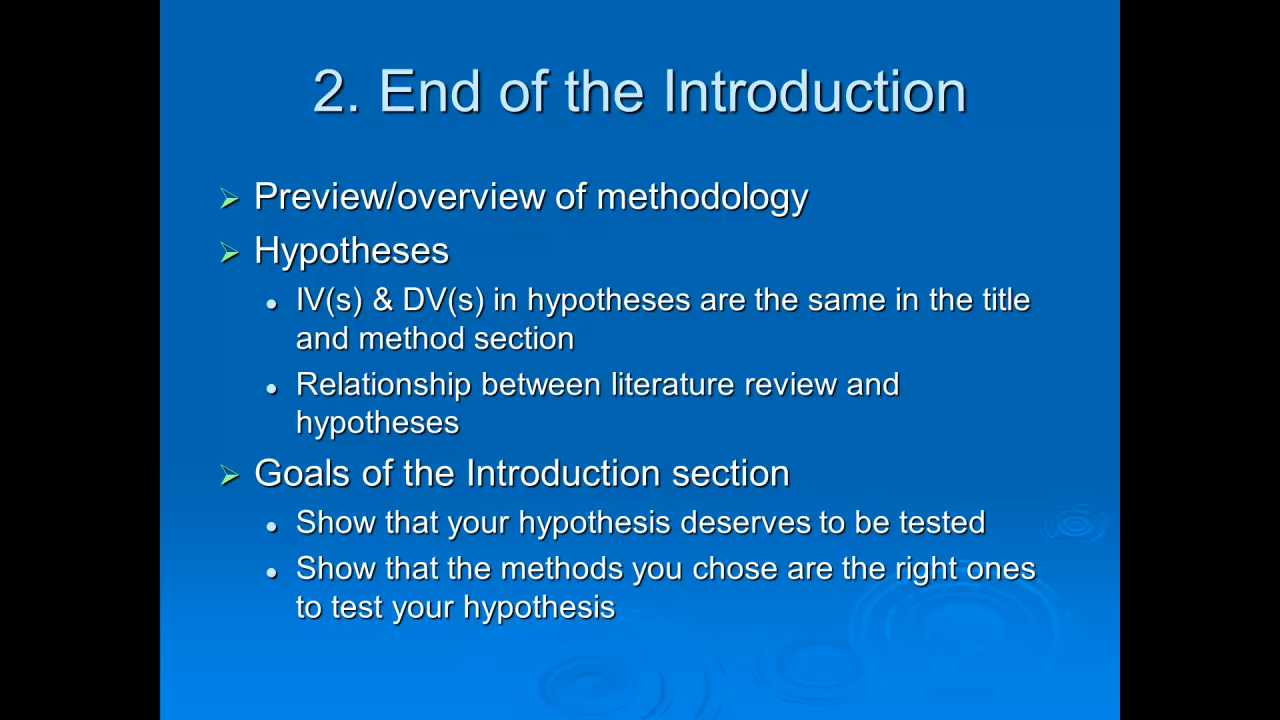 2. End of the Introduction
Preview/overview of methodology
Hypotheses
IV(s) & DV(s) in hypotheses are the same in the title
and method section
Relationship between literature review and
hypotheses
Goals of the Introduction section
Show that your hypothesis deserves to be tested
Show that the methods you chose are the right ones
to test your hypothesis